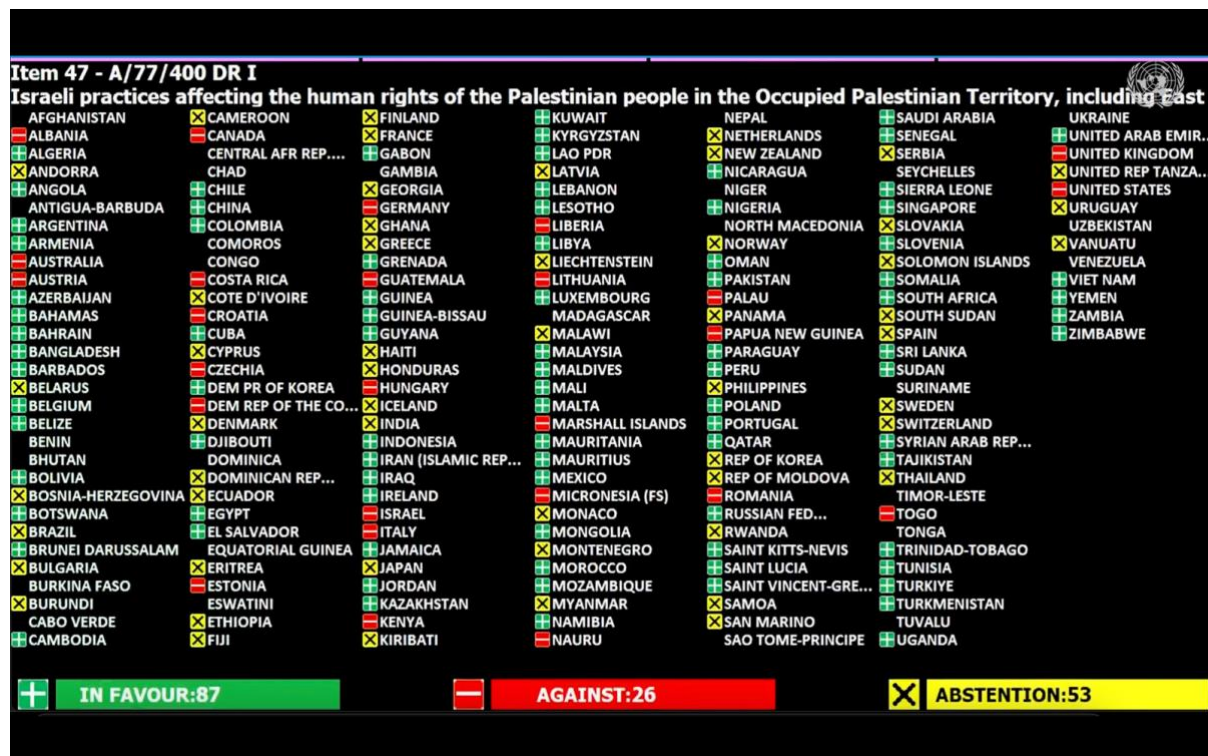 Item 47 - A/77/400 DR I
Israeli practices affecting the human rights of the Palestinian people in the Occupied Palestinian Territory, including East
AFGHANISTAN
ALBANIA
ALGERIA
ANDORRA
ANGOLA
ANTIGUA-BARBUDA
ARGENTINA
ARMENIA
AUSTRALIA
AUSTRIA
AZERBAIJAN
BAHAMAS
BAHRAIN
BANGLADESH
BARBADOS
BELARUS
BELGIUM
BELIZE
BENIN
BHUTAN
BOLIVIA
BOSNIA-HERZEGOVINA
BOTSWANA
BRAZIL
BRUNEI DARUSSALAM
BULGARIA
BURKINA FASO
BURUNDI
CABO VERDE
CAMBODIA
CAMEROON
CANADA
CENTRAL AFR REP....
CHAD
CHILE
CHINA
COLOMBIA
COMOROS
CONGO
COSTA RICA
COTE D'IVOIRE
CROATIA
CUBA
CYPRUS
CZECHIA
DEM PR OF KOREA
DEM REP OF THE CO...
DENMARK
DJIBOUTI
DOMINICA
DOMINICAN REP...
ECUADOR
EGYPT
EL SALVADOR
EQUATORIAL GUINEA
ERITREA
ESTONIA
ESWATINI
ETHIOPIA
FIJI
FINLAND
FRANCE
GABON
GAMBIA
GEORGIA
GERMANY
GHANA
GREECE
GRENADA
GUATEMALA
GUINEA
GUINEA-BISSAU
GUYANA
HAITI
HONDURAS
HUNGARY
ICELAND
INDIA
INDONESIA
IRAN (ISLAMIC REP...
IRAQ
IRELAND
ISRAEL
ITALY
JAMAICA
JAPAN
JORDAN
KAZAKHSTAN
KENYA
KIRIBATI
KUWAIT
KYRGYZSTAN
LAO PDR
LATVIA
LEBANON
LESOTHO
LIBERIA
LIBYA
LIECHTENSTEIN
LITHUANIA
LUXEMBOURG
MADAGASCAR
MALAWI
MALAYSIA
MALDIVES
MALI
MALTA
MARSHALL ISLANDS
MAURITANIA
MAURITIUS
MEXICO
MICRONESIA (FS)
MONACO
MONGOLIA
MONTENEGRO
MOROCCO
MOZAMBIQUE
MYANMAR
NAMIBIA
NAURU
NEPAL
NETHERLANDS
NEW ZEALAND
NICARAGUA
NIGER
NIGERIA
NORTH MACEDONIA
NORWAY
OMAN
PAKISTAN
PALAU
PANAMA
PAPUA NEW GUINEA
PARAGUAY
PERU
PHILIPPINES
POLAND
PORTUGAL
QATAR
REP OF KOREA
REP OF MOLDOVA
ROMANIA
RUSSIAN FED...
RWANDA
SAINT KITTS-NEVIS
SAINT LUCIA
SAINT VINCENT-GRE...
SAMOA
SAN MARINO
SAO TOME-PRINCIPE
SAUDI ARABIA
SENEGAL
SERBIA
SEYCHELLES
SIERRA LEONE
SINGAPORE
SLOVAKIA
SLOVENIA
SOLOMON ISLANDS
SOMALIA
SOUTH AFRICA
SOUTH SUDAN
SPAIN
SRI LANKA
SUDAN
SURINAME
SWEDEN
SWITZERLAND
SYRIAN ARAB REP...
TAJIKISTAN
THAILAND
TIMOR-LESTE
TOGO
TONGA
TRINIDAD-TOBAGO
TUNISIA
TURKIYE
TURKMENISTAN
TUVALU
UGANDA
UKRAINE
UNITED ARAB EMIR..
UNITED KINGDOM
UNITED REP TANZA..
UNITED STATES
URUGUAY
UZBEKISTAN
VANUATU
VENEZUELA
VIET NAM
YEMEN
ZAMBIA
ZIMBABWE
IN FAVOUR:87
AGAINST:26
ABSTENTION:53